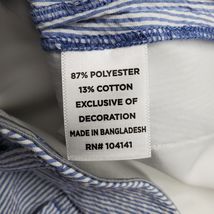 87% POLYESTER
13% COTTON
EXCLUSIVE OF
DECORATION
MADE IN BANGLADESH
RN# 104141